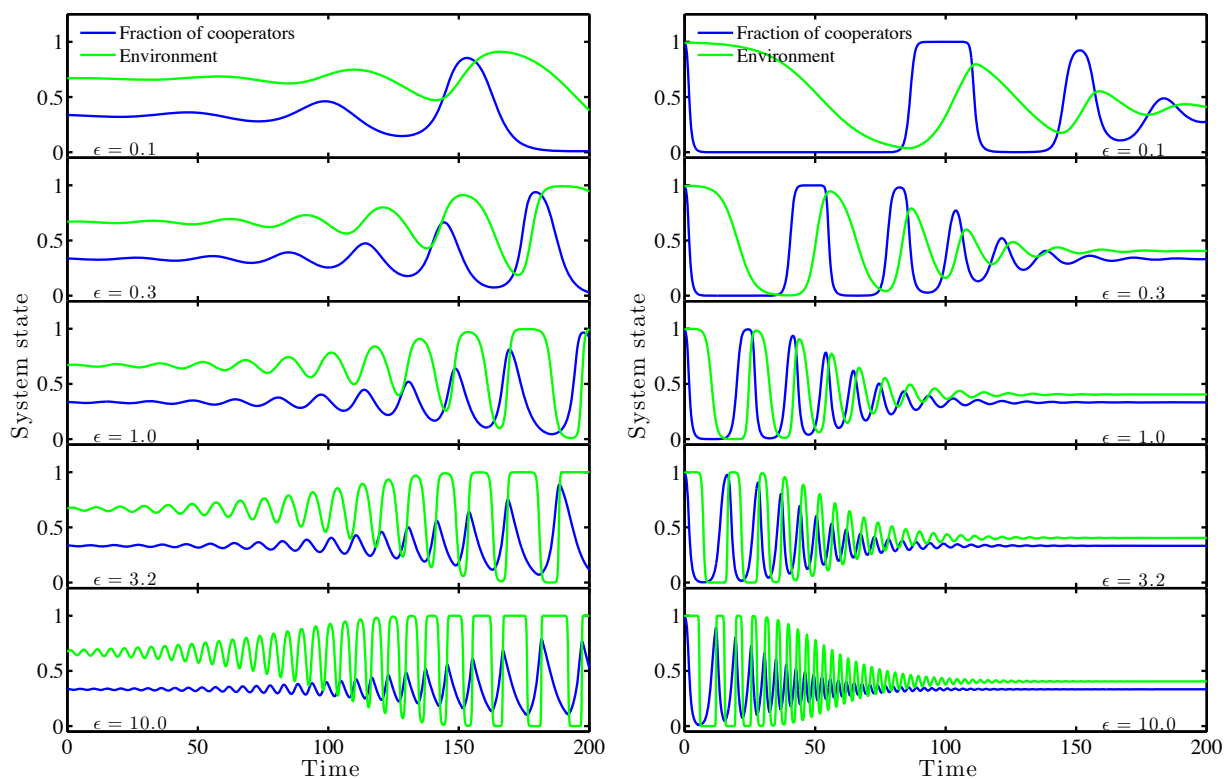 Fraction of cooperators
Environment
1
0.5
0
ϵ = 0.1
1
0.5
0
ϵ = 0.3
1
0.5
0
ϵ = 1.0
1
0.5
0
ϵ = 3.2
1
0.5
0
ϵ = 10.0
0 50 100 150 200
Time
System state
Fraction of cooperators
Environment
1
0.5
0
ϵ = 0.1
1
0.5
0
ϵ = 0.3
1
0.5
0
ϵ = 1.0
1
0.5
0
ϵ = 3.2
1
0.5
0
ϵ = 10.0
0 50 100 150 200
Time
System state